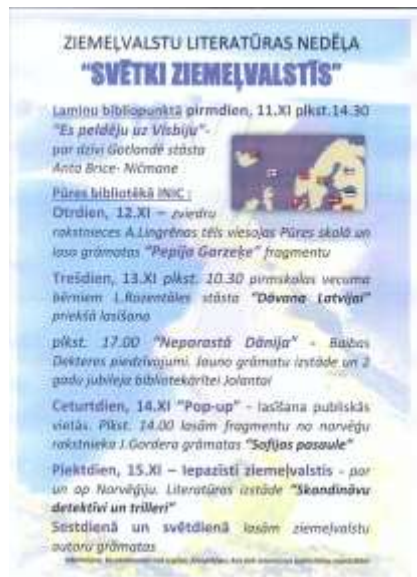 ZIEMEĻVALSTU LITERATŪRAS NEDĒĻA
"SVĒTKI ZIEMEĻVALSTĪS"
Lamiņu bibliopunktā pirmdien, 11.XI plkst.14.30
"Es peldēju uz Visbiju"-
par dzīvi Gotlandē stāsta
Anta Brice-Ničmane
Pūres bibliotēkā INIC :
Otrdien, 12.XI – zviedru
rakstnieces A.Lingrēnas tēls viesojas Pūres skolā un
lasa grāmatas "Pepija Garzeķe" fragmentu
Trešdien, 13.XI plkst. 10.30 pirmskolas vecuma
bērniem L.Rozentāles stāsta "Dāvana Latvijai"
priekšā lasīšana
plkst. 17.00 "Neparastā Dānija" - Baibas
Dekteres piedzīvojumi. Jauno grāmatu izstāde un 2
gadu jubileja bibliotekārītei Jolantai
Ceturtdien, 14.XI "Pop-up" - lasīšana publiskās
vietās. Plkst. 14.00 lasām fragmentu no norvēģu
rakstnieka J.Gordera grāmatas "Sofijas pasaule"
Piektdien, 15.XI – Iepazīsti ziemeļvalstis - par
un ap Norvēģiju. Literatūras izstāde "Skandināvu
detektīvi un trilleri"
Sestdienā un svētdienā lasām ziemeļvalstu
autoru grāmatas